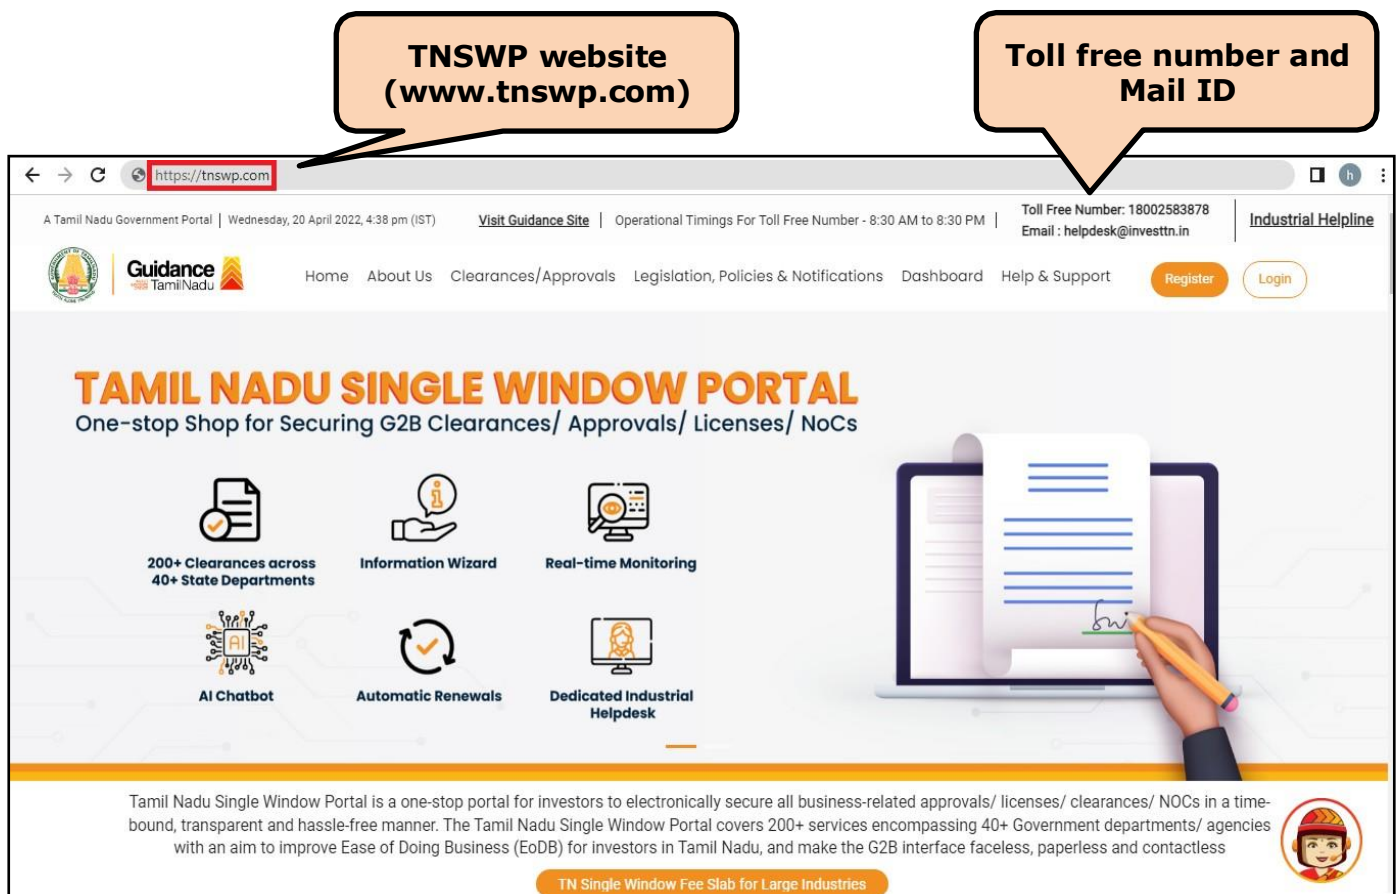 TNSWP website
(www.tnswp.com)
Toll free number and
Mail ID
https://tnswp.com
h
A Tamil Nadu Government Portal | Wednesday, 20 April 2022, 4:38 pm (IST)
Visit Guidance Site | Operational Timings For Toll Free Number - 8:30 AM to 8:30 PM |
Toll Free Number: 18002583878
Email : helpdesk@investtn.in
Industrial Helpline
Guidance
TamilNadu
Home About Us Clearances/Approvals Legislation, Policies & Notifications Dashboard Help & Support Register Login
TAMIL NADU SINGLE WINDOW PORTAL
One-stop Shop for Securing G2B Clearances/ Approvals/ Licenses/ NoCs
200+ Clearances across
40+ State Departments
Information Wizard
Real-time Monitoring
AI
AI Chatbot
Automatic Renewals
Dedicated Industrial
Helpdesk
Tamil Nadu Single Window Portal is a one-stop portal for investors to electronically secure all business-related approvals/ licenses/ clearances/ NOCs in a time-
bound, transparent and hassle-free manner. The Tamil Nadu Single Window Portal covers 200+ services encompassing 40+ Government departments/ agencies
with an aim to improve Ease of Doing Business (EoDB) for investors in Tamil Nadu, and make the G2B interface faceless, paperless and contactless
TN Single Window Fee Slab for Large Industries